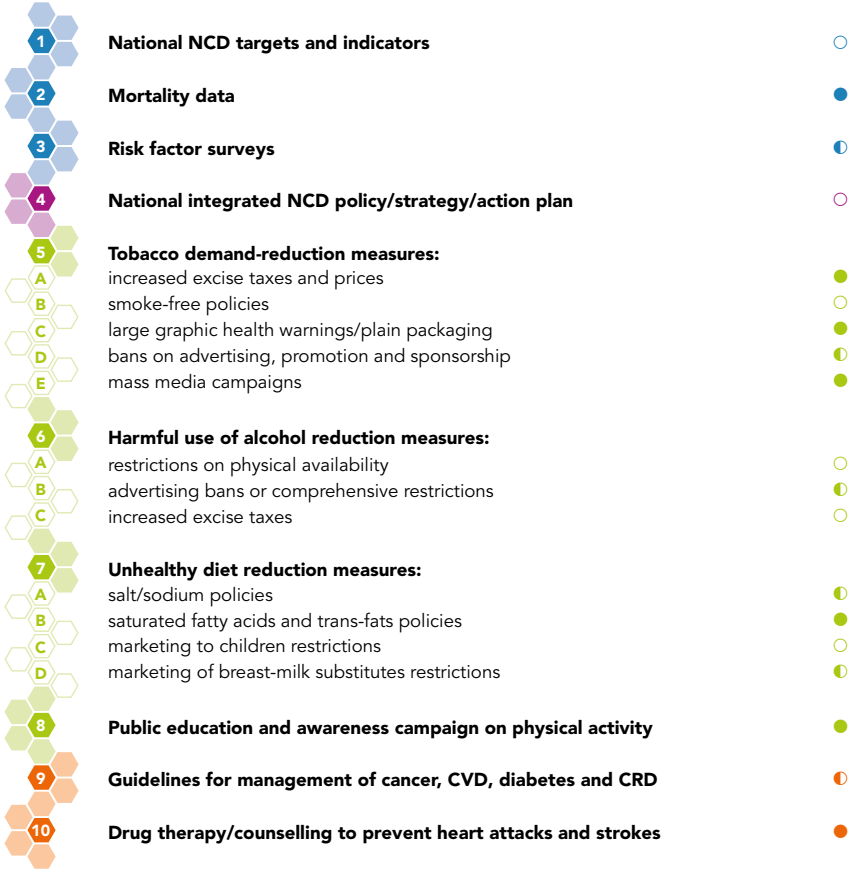 1 National NCD targets and indicators ○
2 Mortality data ●
3 Risk factor surveys ◐
4 National integrated NCD policy/strategy/action plan ○
5 Tobacco demand-reduction measures:
A increased excise taxes and prices ●
B smoke-free policies ○
C large graphic health warnings/plain packaging ●
D bans on advertising, promotion and sponsorship ◐
E mass media campaigns ●
6 Harmful use of alcohol reduction measures:
A restrictions on physical availability ○
B advertising bans or comprehensive restrictions ◐
C increased excise taxes ○
7 Unhealthy diet reduction measures:
A salt/sodium policies ◐
B saturated fatty acids and trans-fats policies ●
C marketing to children restrictions ○
D marketing of breast-milk substitutes restrictions ◐
8 Public education and awareness campaign on physical activity ●
9 Guidelines for management of cancer, CVD, diabetes and CRD ◐
10 Drug therapy/counselling to prevent heart attacks and strokes ●